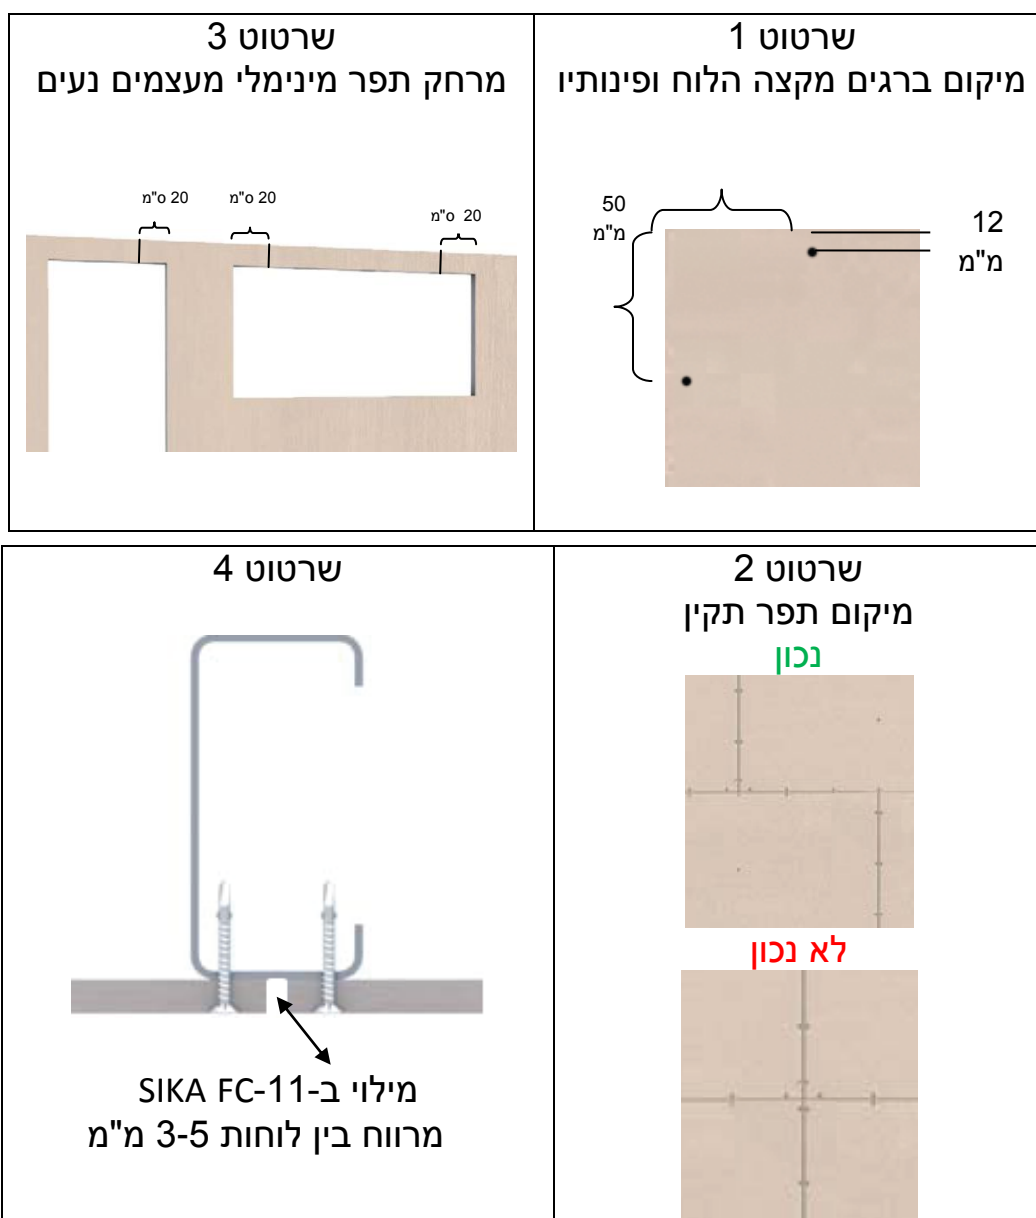 שרטוט 1
מיקום ברגים מקצה הלוח ופינותיו
50
מ"מ
12
מ"מ
שרטוט 3
מרחק תפר מינימלי מעצמים נעים
20 ס"מ
20 ס"מ
20 ס"מ
שרטוט 2
מיקום תפר תקין
נכון
לא נכון
שרטוט 4
מילוי ב-SIKA FC-11
מרווח בין לוחות 3-5 מ"מ